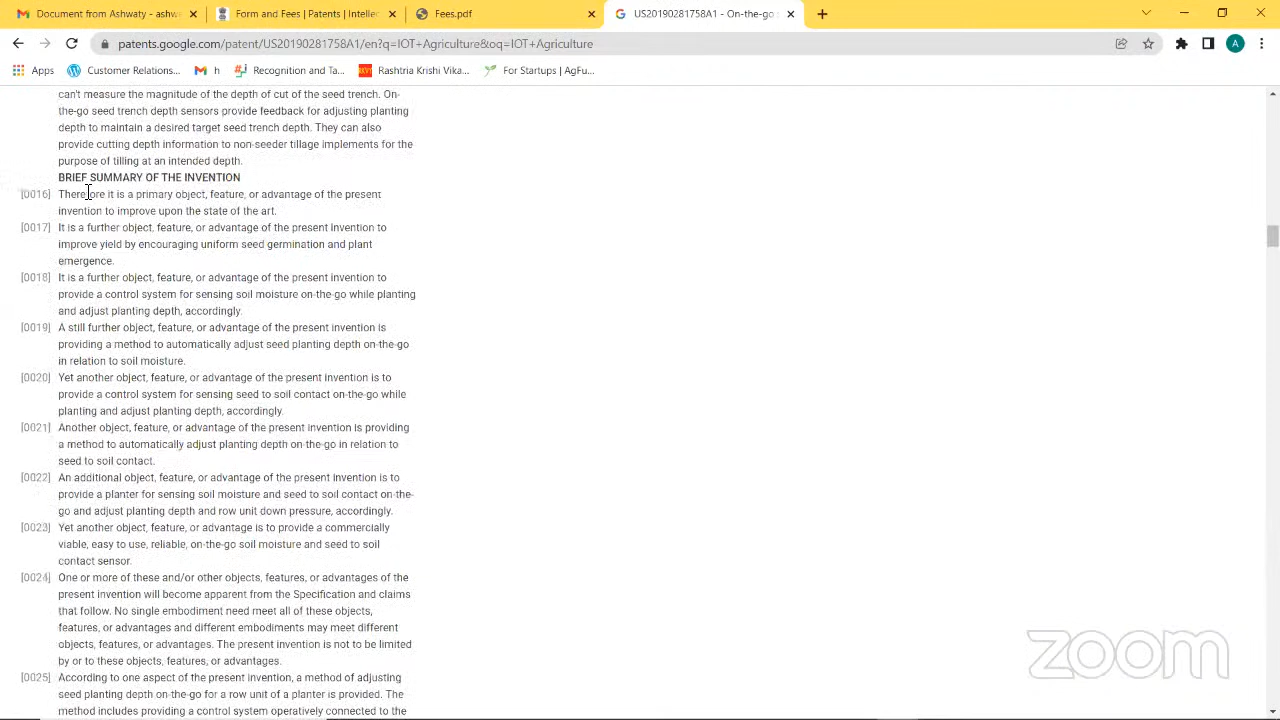 Document from Ashwaty - ashw
Form and Fees | Patents | Intellec
Fees.pdf
US20190281758A1 - On-the-go
patents.google.com/patent/US20190281758A1/en?q=IOT+Agriculture&oq=IOT+Agriculture
A
Apps
Customer Relations...
h
Recognition and Ta...
Rashtria Krishi Vika...
For Startups | AgFu...
can't measure the magnitude of the depth of cut of the seed trench. On-
the-go seed trench depth sensors provide feedback for adjusting planting
depth to maintain a desired target seed trench depth. They can also
provide cutting depth information to non-seeder tillage implements for the
purpose of tilling at an intended depth.
BRIEF SUMMARY OF THE INVENTION
[0016] Therefore it is a primary object, feature, or advantage of the present
invention to improve upon the state of the art.
[0017] It is a further object, feature, or advantage of the present invention to
improve yield by encouraging uniform seed germination and plant
emergence.
[0018] It is a further object, feature, or advantage of the present invention to
provide a control system for sensing soil moisture on-the-go while planting
and adjust planting depth, accordingly.
[0019] A still further object, feature, or advantage of the present invention is
providing a method to automatically adjust seed planting depth on-the-go
in relation to soil moisture.
[0020] Yet another object, feature, or advantage of the present invention is to
provide a control system for sensing seed to soil contact on-the-go while
planting and adjust planting depth, accordingly.
[0021] Another object, feature, or advantage of the present invention is providing
a method to automatically adjust planting depth on-the-go in relation to
seed to soil contact.
[0022] An additional object, feature, or advantage of the present invention is to
provide a planter for sensing soil moisture and seed to soil contact on-the-
go and adjust planting depth and row unit down pressure, accordingly.
[0023] Yet another object, feature, or advantage is to provide a commercially
viable, easy to use, reliable, on-the-go soil moisture and seed to soil
contact sensor.
[0024] One or more of these and/or other objects, features, or advantages of the
present invention will become apparent from the Specification and claims
that follow. No single embodiment need meet all of these objects,
features, or advantages and different embodiments may meet different
objects, features, or advantages. The present invention is not to be limited
by or to these objects, features, or advantages.
[0025] According to one aspect of the present invention, a method of adjusting
seed planting depth on-the-go for a row unit of a planter is provided. The
method includes providing a control system operatively connected to the
zoom